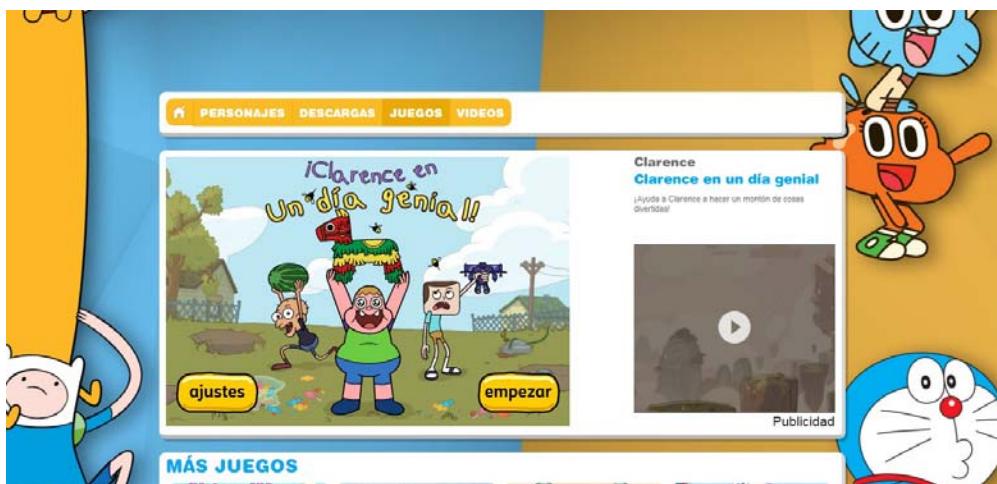 PERSONAJES DESCARGAS JUEGOS VIDEOS
¡Clarence en
Un día genial!
ajustes
empezar
Clarence
Clarence en un día genial
¡Ayuda a Clarence a hacer un montón de cosas
divertidas!
Publicidad
MÁS JUEGOS